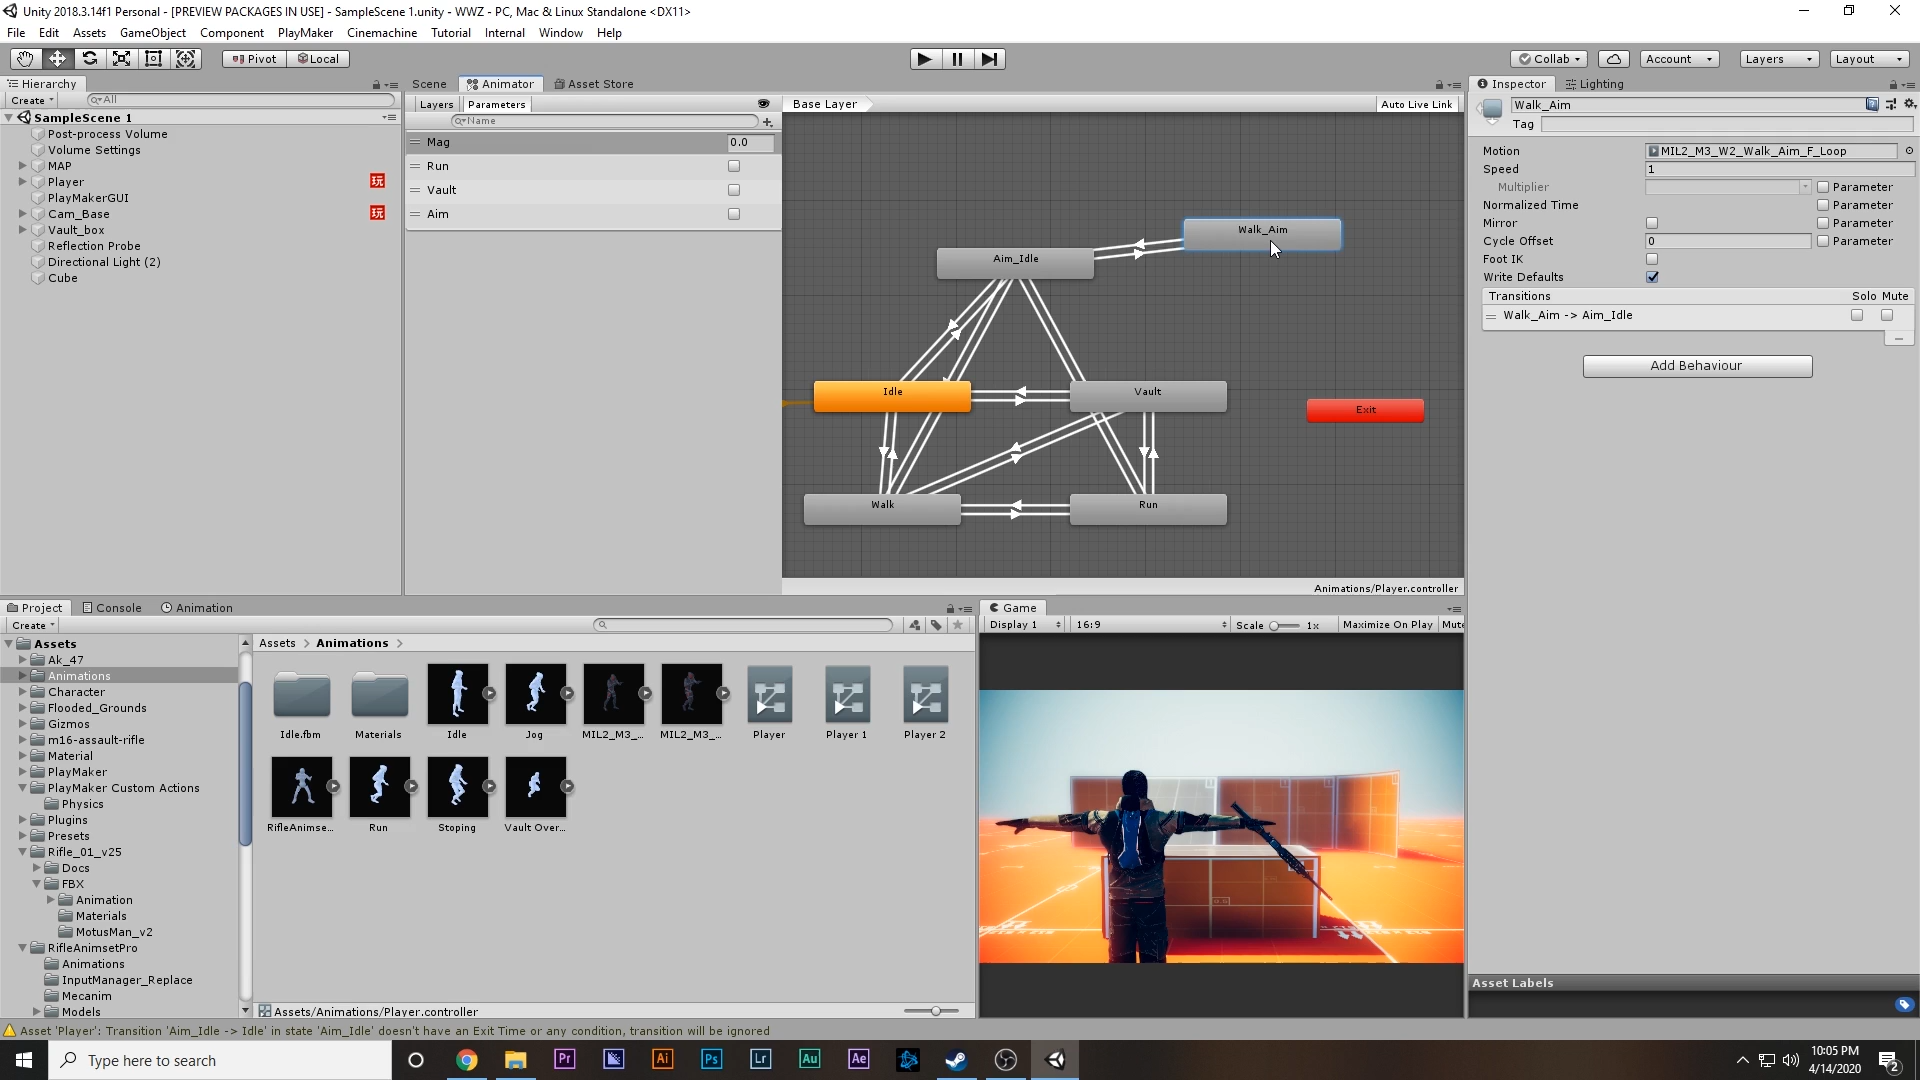 Unity 2018.3.14f1 Personal - [PREVIEW PACKAGES IN USE] - SampleScene 1.unity - WWZ - PC, Mac & Linux Standalone <DX11>
File Edit Assets GameObject Component PlayMaker Cinemachine Tutorial Internal Window Help
Pivot Local Collab Account Layers Layout
Hierarchy Scene Animator Asset Store Inspector Lighting
Create All Layers Parameters Base Layer Auto Live Link Walk_Aim
SampleScene 1 Name Tag
Post-process Volume
Volume Settings
MAP
Player 玩
PlayMakerGUI
Cam_Base 玩
Vault_box
Reflection Probe
Directional Light (2)
Cube
Mag 0.0
Run
Vault
Aim
Walk_Aim
Aim_Idle
Idle
Vault
Exit
Walk
Run
Animations/Player.controller
Motion MIL2_M3_W2_Walk_Aim_F_Loop
Speed 1
Multiplier Parameter
Normalized Time Parameter
Mirror Parameter
Cycle Offset 0 Parameter
Foot IK
Write Defaults
Transitions Solo Mute
Walk_Aim -> Aim_Idle
Add Behaviour
Asset Labels
Project Console Animation Game
Create Display 1 16:9 Scale 1x Maximize On Play Mute
Assets
Ak_47
Animations
Character
Flooded_Grounds
Gizmos
m16-assault-rifle
Material
PlayMaker
PlayMaker Custom Actions
Physics
Plugins
Presets
Rifle_01_v25
Docs
FBX
Animation
Materials
MotusMan_v2
RifleAnimsetPro
Animations
InputManager_Replace
Mecanim
Models
Assets > Animations >
Idle.fbm Materials Idle Jog MIL2_M3_... MIL2_M3_... Player Player 1 Player 2
RifleAnimse... Run Stoping Vault Over...
Assets/Animations/Player.controller
Asset 'Player': Transition 'Aim_Idle -> Idle' in state 'Aim_Idle' doesn't have an Exit Time or any condition, transition will be ignored
Type here to search
Pr Ai Ps Lr Au Ae
10:05 PM
4/14/2020
2